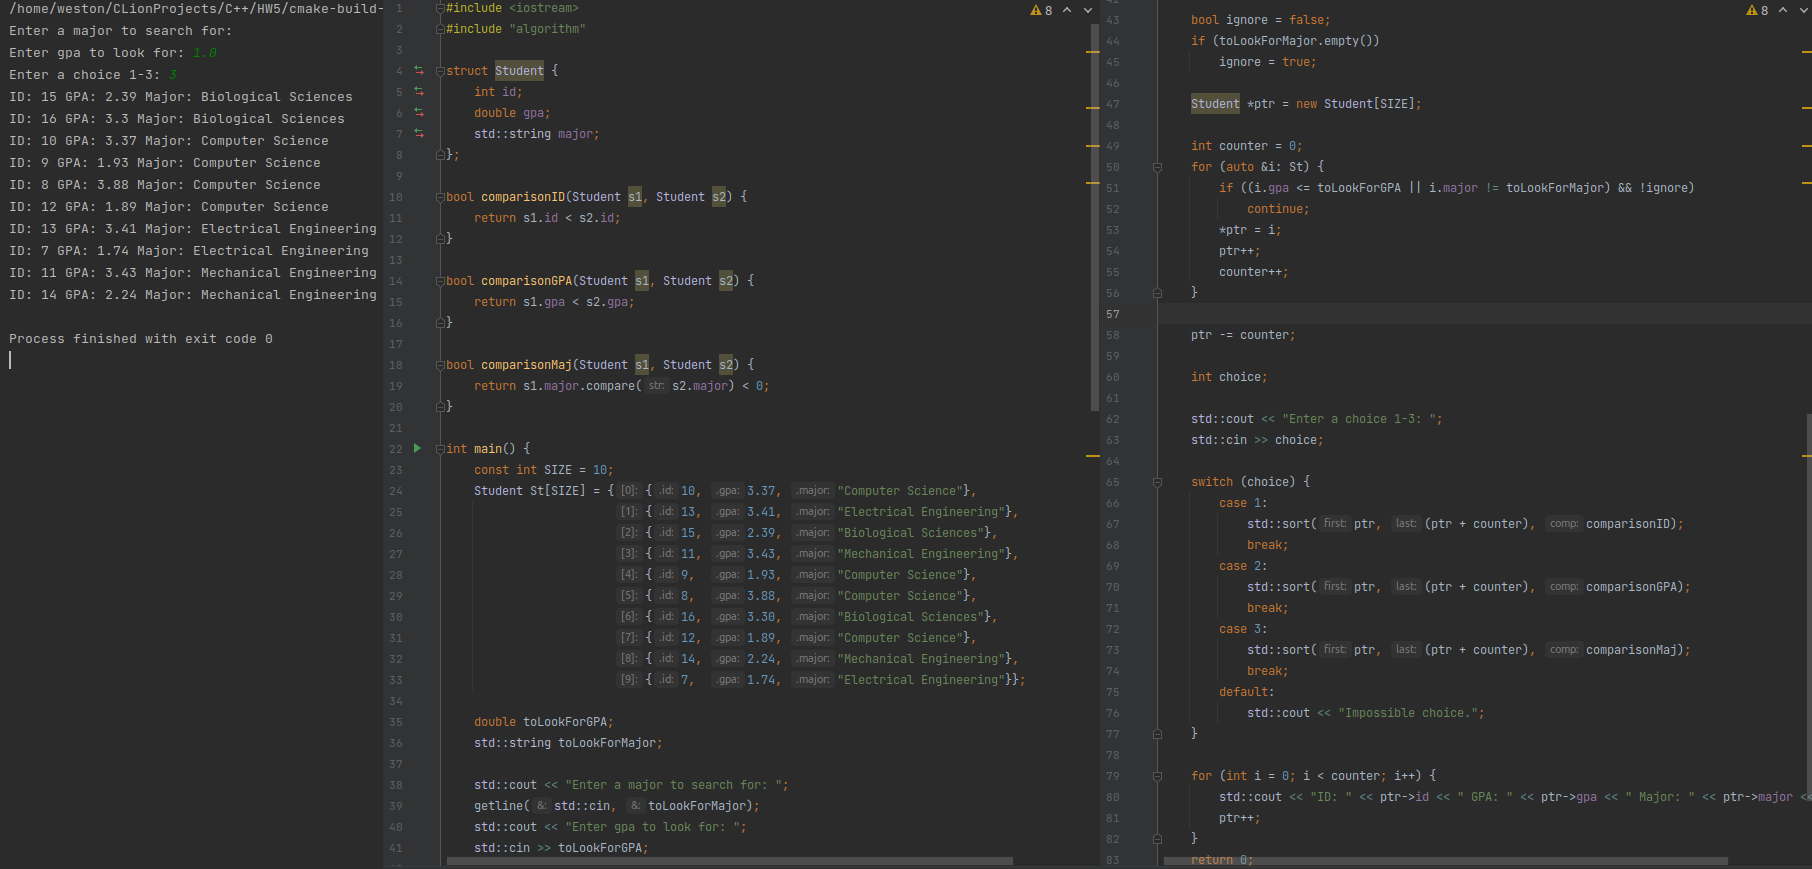 /home/weston/CLionProjects/C++/HW5/cmake-build-
Enter a major to search for:
Enter gpa to look for: 1.0
Enter a choice 1-3: 3
ID: 15 GPA: 2.39 Major: Biological Sciences
ID: 16 GPA: 3.3 Major: Biological Sciences
ID: 10 GPA: 3.37 Major: Computer Science
ID: 9 GPA: 1.93 Major: Computer Science
ID: 8 GPA: 3.88 Major: Computer Science
ID: 12 GPA: 1.89 Major: Computer Science
ID: 13 GPA: 3.41 Major: Electrical Engineering
ID: 7 GPA: 1.74 Major: Electrical Engineering
ID: 11 GPA: 3.43 Major: Mechanical Engineering
ID: 14 GPA: 2.24 Major: Mechanical Engineering
Process finished with exit code 0
8
1 #include <iostream>
2 #include "algorithm"
3
4 struct Student {
5 int id;
6 double gpa;
7 std::string major;
8 };
9
10 bool comparisonID(Student s1, Student s2) {
11 return s1.id < s2.id;
12 }
13
14 bool comparisonGPA(Student s1, Student s2) {
15 return s1.gpa < s2.gpa;
16 }
17
18 bool comparisonMaj(Student s1, Student s2) {
19 return s1.major.compare( str: s2.major) < 0;
20 }
21
22 int main() {
23 const int SIZE = 10;
24 Student St[SIZE] = { [0]: { .id: 10, .gpa: 3.37, .major: "Computer Science"},
25 [1]: { .id: 13, .gpa: 3.41, .major: "Electrical Engineering"},
26 [2]: { .id: 15, .gpa: 2.39, .major: "Biological Sciences"},
27 [3]: { .id: 11, .gpa: 3.43, .major: "Mechanical Engineering"},
28 [4]: { .id: 9, .gpa: 1.93, .major: "Computer Science"},
29 [5]: { .id: 8, .gpa: 3.88, .major: "Computer Science"},
30 [6]: { .id: 16, .gpa: 3.30, .major: "Biological Sciences"},
31 [7]: { .id: 12, .gpa: 1.89, .major: "Computer Science"},
32 [8]: { .id: 14, .gpa: 2.24, .major: "Mechanical Engineering"},
33 [9]: { .id: 7, .gpa: 1.74, .major: "Electrical Engineering"}};
34
35 double toLookForGPA;
36 std::string toLookForMajor;
37
38 std::cout << "Enter a major to search for: ";
39 getline( &: std::cin, &: toLookForMajor);
40 std::cout << "Enter gpa to look for: ";
41 std::cin >> toLookForGPA;
8
43 bool ignore = false;
44 if (toLookForMajor.empty())
45 ignore = true;
46
47 Student *ptr = new Student[SIZE];
48
49 int counter = 0;
50 for (auto &i: St) {
51 if ((i.gpa <= toLookForGPA || i.major != toLookForMajor) && !ignore)
52 continue;
53 *ptr = i;
54 ptr++;
55 counter++;
56 }
57
58 ptr -= counter;
59
60 int choice;
61
62 std::cout << "Enter a choice 1-3: ";
63 std::cin >> choice;
64
65 switch (choice) {
66 case 1:
67 std::sort( first: ptr, last: (ptr + counter), comp: comparisonID);
68 break;
69 case 2:
70 std::sort( first: ptr, last: (ptr + counter), comp: comparisonGPA);
71 break;
72 case 3:
73 std::sort( first: ptr, last: (ptr + counter), comp: comparisonMaj);
74 break;
75 default:
76 std::cout << "Impossible choice.";
77 }
78
79 for (int i = 0; i < counter; i++) {
80 std::cout << "ID: " << ptr->id << " GPA: " << ptr->gpa << " Major: " << ptr->major <<
81 ptr++;
82 }
83 return 0;